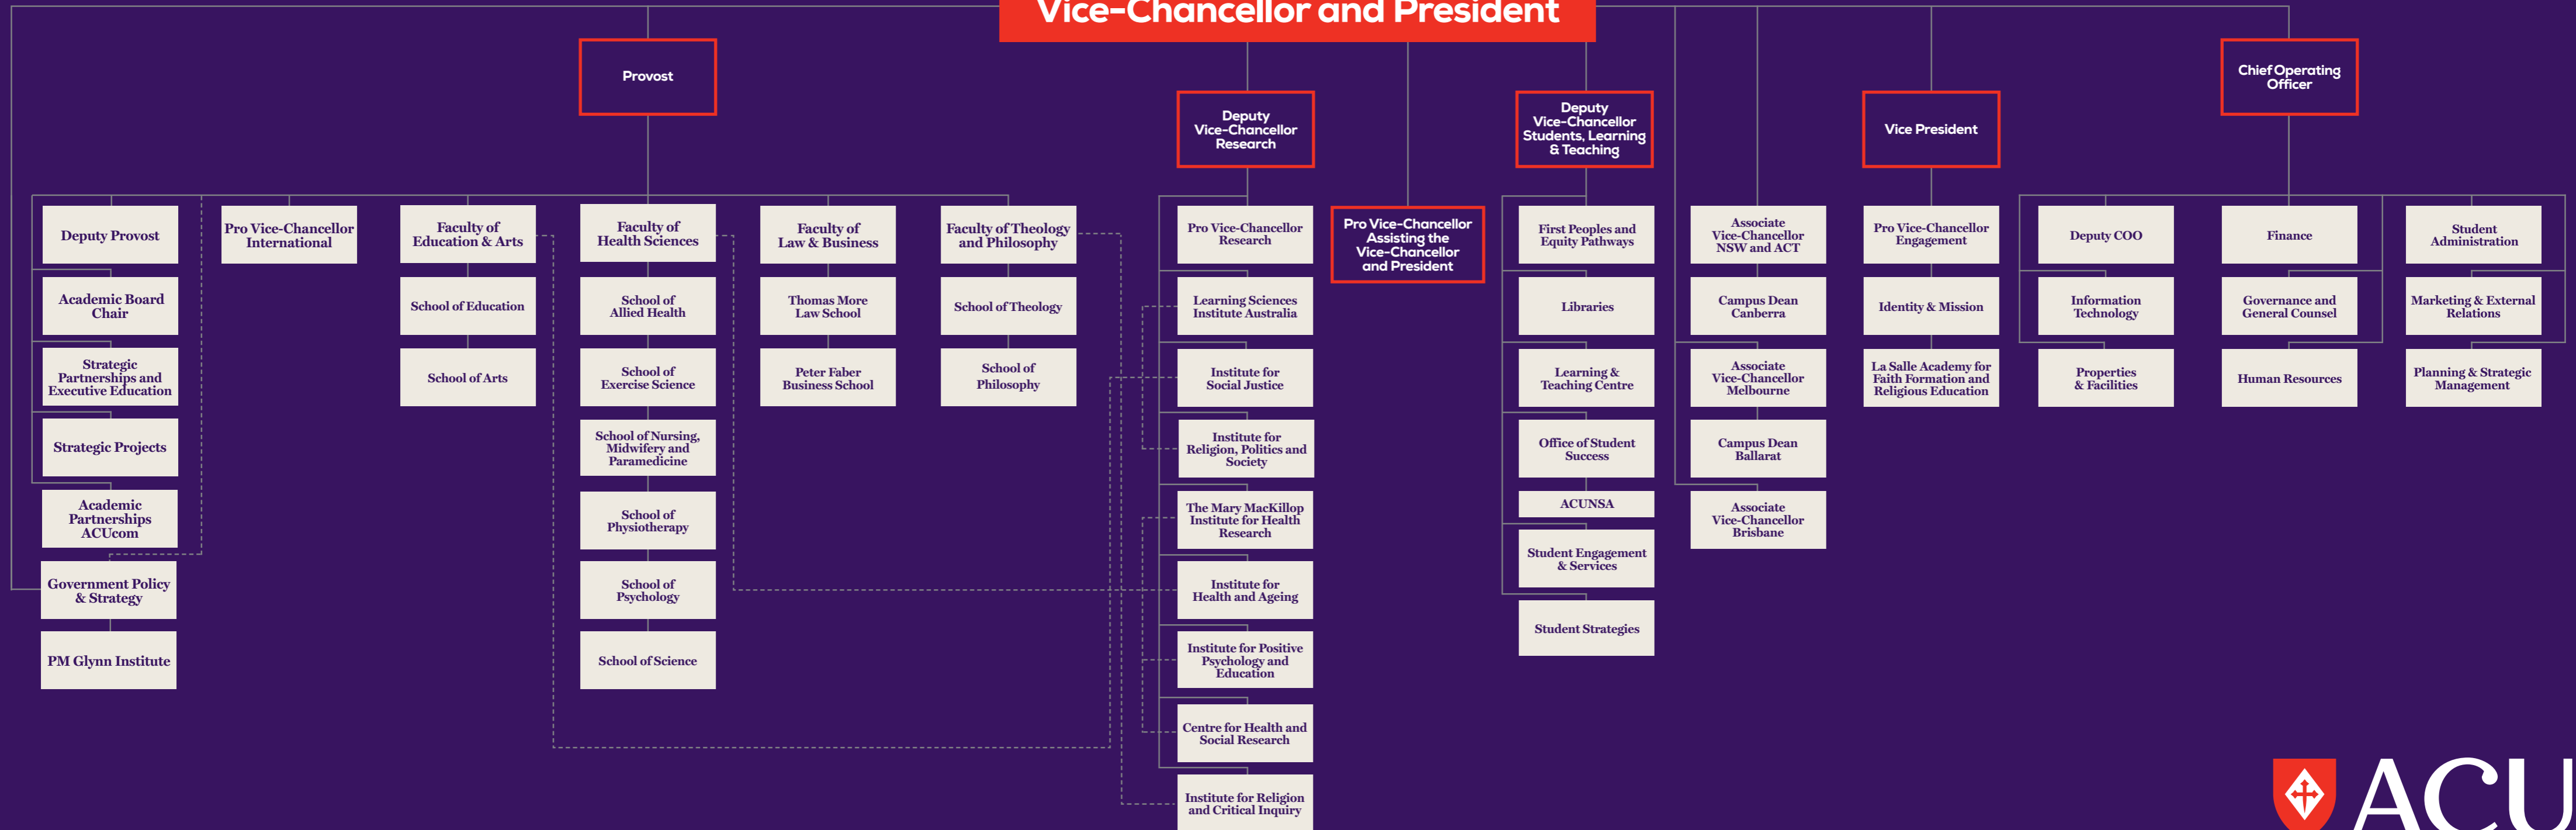 Vice-Chancellor and President
Provost
Deputy
Vice-Chancellor
Research
Deputy
Vice-Chancellor
Students, Learning
& Teaching
Vice President
Chief Operating
Officer
Deputy Provost
Academic Board
Chair
Strategic
Partnerships and
Executive Education
Strategic Projects
Academic
Partnerships
ACUcom
Government Policy
& Strategy
PM Glynn Institute
Pro Vice-Chancellor
International
Faculty of
Education & Arts
School of Education
School of Arts
Faculty of
Health Sciences
School of
Allied Health
School of
Exercise Science
School of Nursing,
Midwifery and
Paramedicine
School of
Physiotherapy
School of
Psychology
School of Science
Faculty of
Law & Business
Thomas More
Law School
Peter Faber
Business School
Faculty of Theology
and Philosophy
School of Theology
School of
Philosophy
Pro Vice-Chancellor
Research
Learning Sciences
Institute Australia
Institute for
Social Justice
Institute for
Religion, Politics and
Society
The Mary MacKillop
Institute for Health
Research
Institute for
Health and Ageing
Institute for Positive
Psychology and
Education
Centre for Health and
Social Research
Institute for Religion
and Critical Inquiry
Pro Vice-Chancellor
Assisting the
Vice-Chancellor
and President
First Peoples and
Equity Pathways
Libraries
Learning &
Teaching Centre
Office of Student
Success
ACUNSA
Student Engagement
& Services
Student Strategies
Associate
Vice-Chancellor
NSW and ACT
Campus Dean
Canberra
Associate
Vice-Chancellor
Melbourne
Campus Dean
Ballarat
Associate
Vice-Chancellor
Brisbane
Pro Vice-Chancellor
Engagement
Identity & Mission
La Salle Academy for
Faith Formation and
Religious Education
Deputy COO
Information
Technology
Properties
& Facilities
Finance
Governance and
General Counsel
Human Resources
Student
Administration
Marketing & External
Relations
Planning & Strategic
Management
ACU